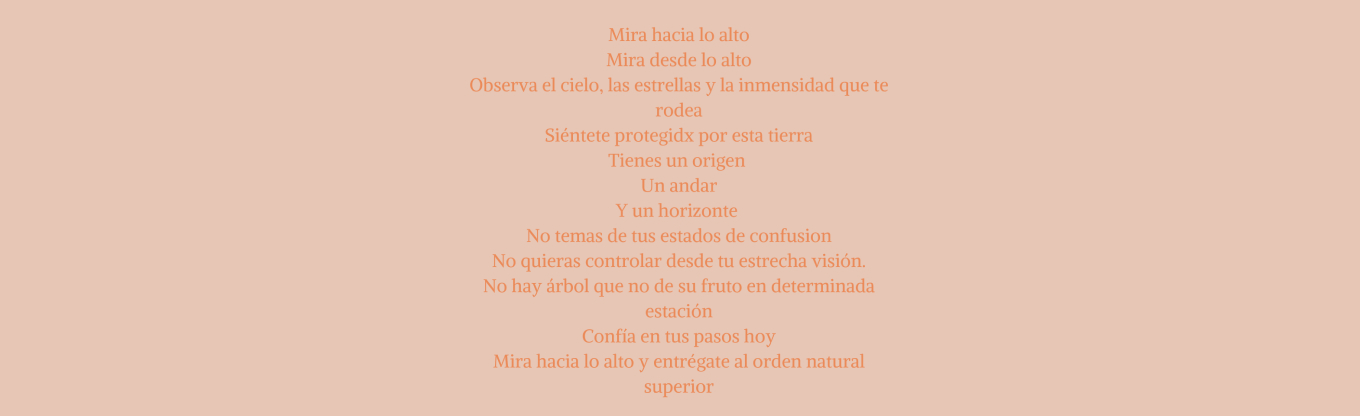 Mira hacia lo alto
Mira desde lo alto
Observa el cielo, las estrellas y la inmensidad que te
rodea
Siéntete protegidx por esta tierra
Tienes un origen
Un andar
Y un horizonte
No temas de tus estados de confusion
No quieras controlar desde tu estrecha visión.
No hay árbol que no de su fruto en determinada
estación
Confía en tus pasos hoy
Mira hacia lo alto y entrégate al orden natural
superior